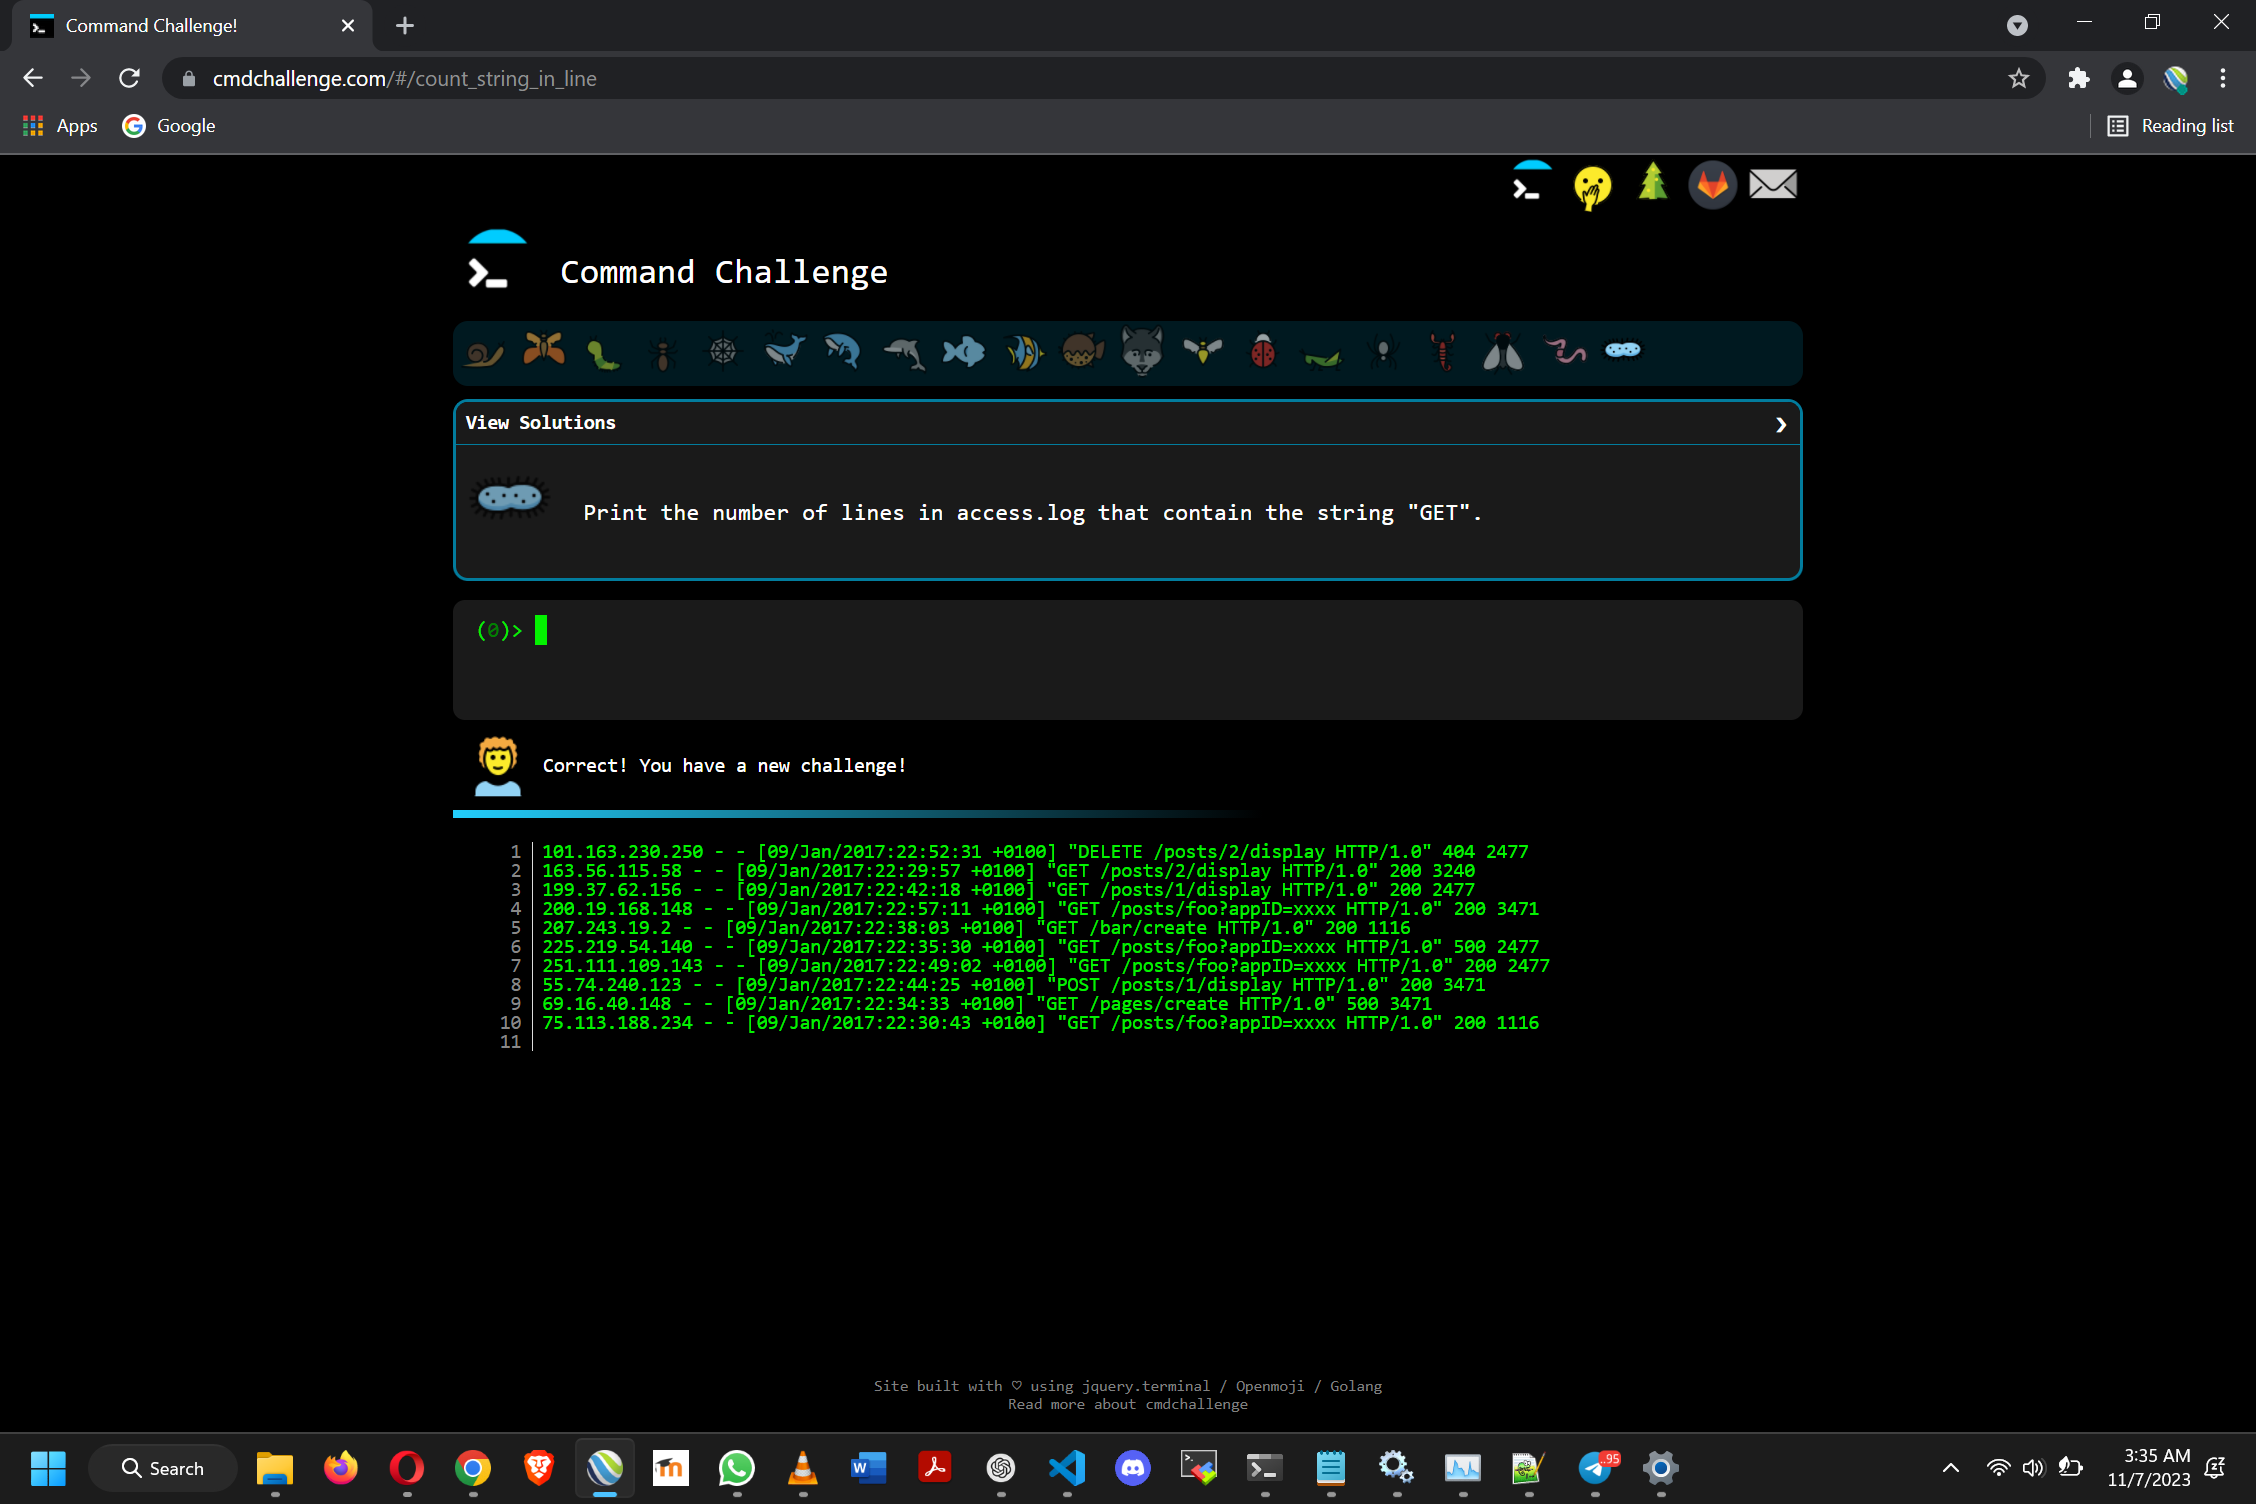 Command Challenge!
cmdchallenge.com/#/count_string_in_line
Apps
Google
Reading list
Command Challenge
View Solutions
Print the number of lines in access.log that contain the string "GET".
(0)>
Correct! You have a new challenge!
1 101.163.230.250 - - [09/Jan/2017:22:52:31 +0100] "DELETE /posts/2/display HTTP/1.0" 404 2477
2 163.56.115.58 - - [09/Jan/2017:22:29:57 +0100] "GET /posts/2/display HTTP/1.0" 200 3240
3 199.37.62.156 - - [09/Jan/2017:22:42:18 +0100] "GET /posts/1/display HTTP/1.0" 200 2477
4 200.19.168.148 - - [09/Jan/2017:22:57:11 +0100] "GET /posts/foo?appID=xxxx HTTP/1.0" 200 3471
5 207.243.19.2 - - [09/Jan/2017:22:38:03 +0100] "GET /bar/create HTTP/1.0" 200 1116
6 225.219.54.140 - - [09/Jan/2017:22:35:30 +0100] "GET /posts/foo?appID=xxxx HTTP/1.0" 500 2477
7 251.111.109.143 - - [09/Jan/2017:22:49:02 +0100] "GET /posts/foo?appID=xxxx HTTP/1.0" 200 2477
8 55.74.240.123 - - [09/Jan/2017:22:44:25 +0100] "POST /posts/1/display HTTP/1.0" 200 3471
9 69.16.40.148 - - [09/Jan/2017:22:34:33 +0100] "GET /pages/create HTTP/1.0" 500 3471
10 75.113.188.234 - - [09/Jan/2017:22:30:43 +0100] "GET /posts/foo?appID=xxxx HTTP/1.0" 200 1116
11
Site built with ♡ using jquery.terminal / Openmoji / Golang
Read more about cmdchallenge
Search
.95
3:35 AM
11/7/2023